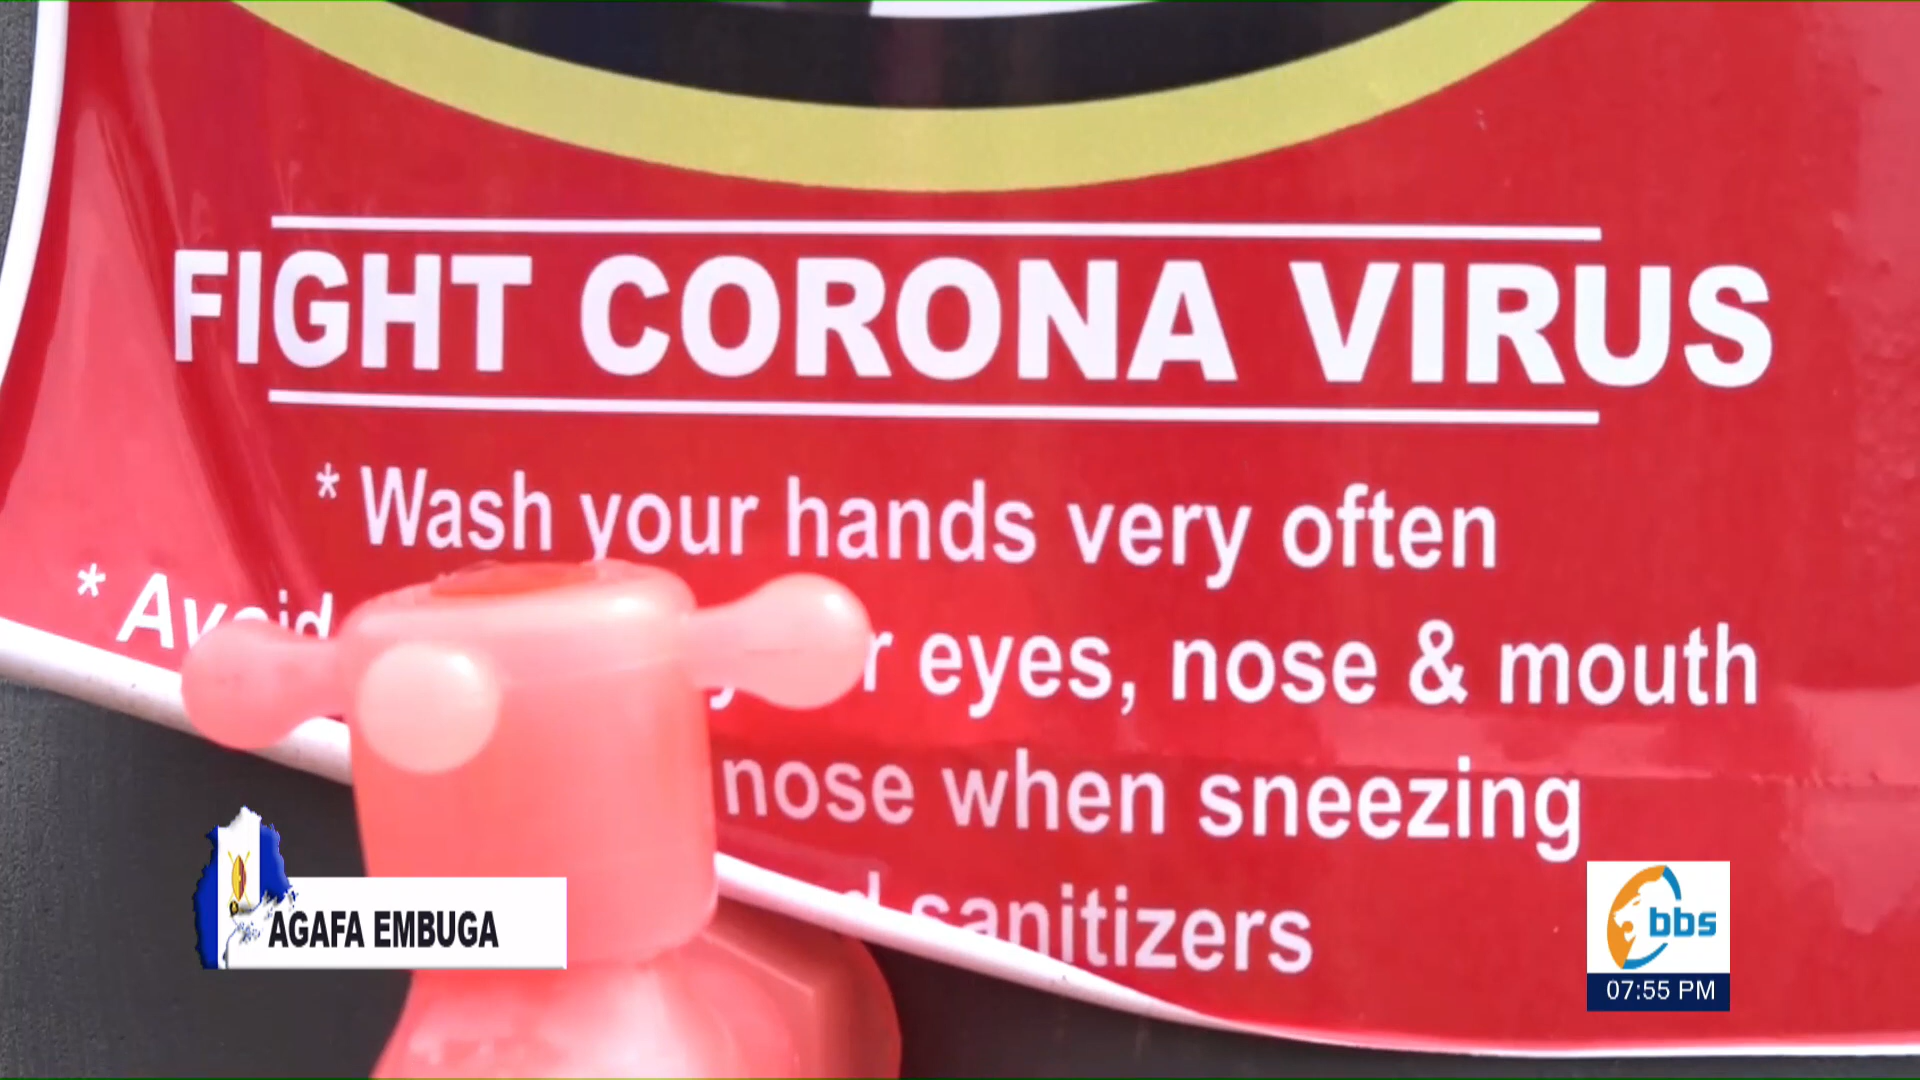 FIGHT CORONA VIRUS
* Wash your hands very often
* Avoid eyes, nose & mouth
nose when sneezing
sanitizers
AGAFA EMBUGA
bbs
07:55 PM